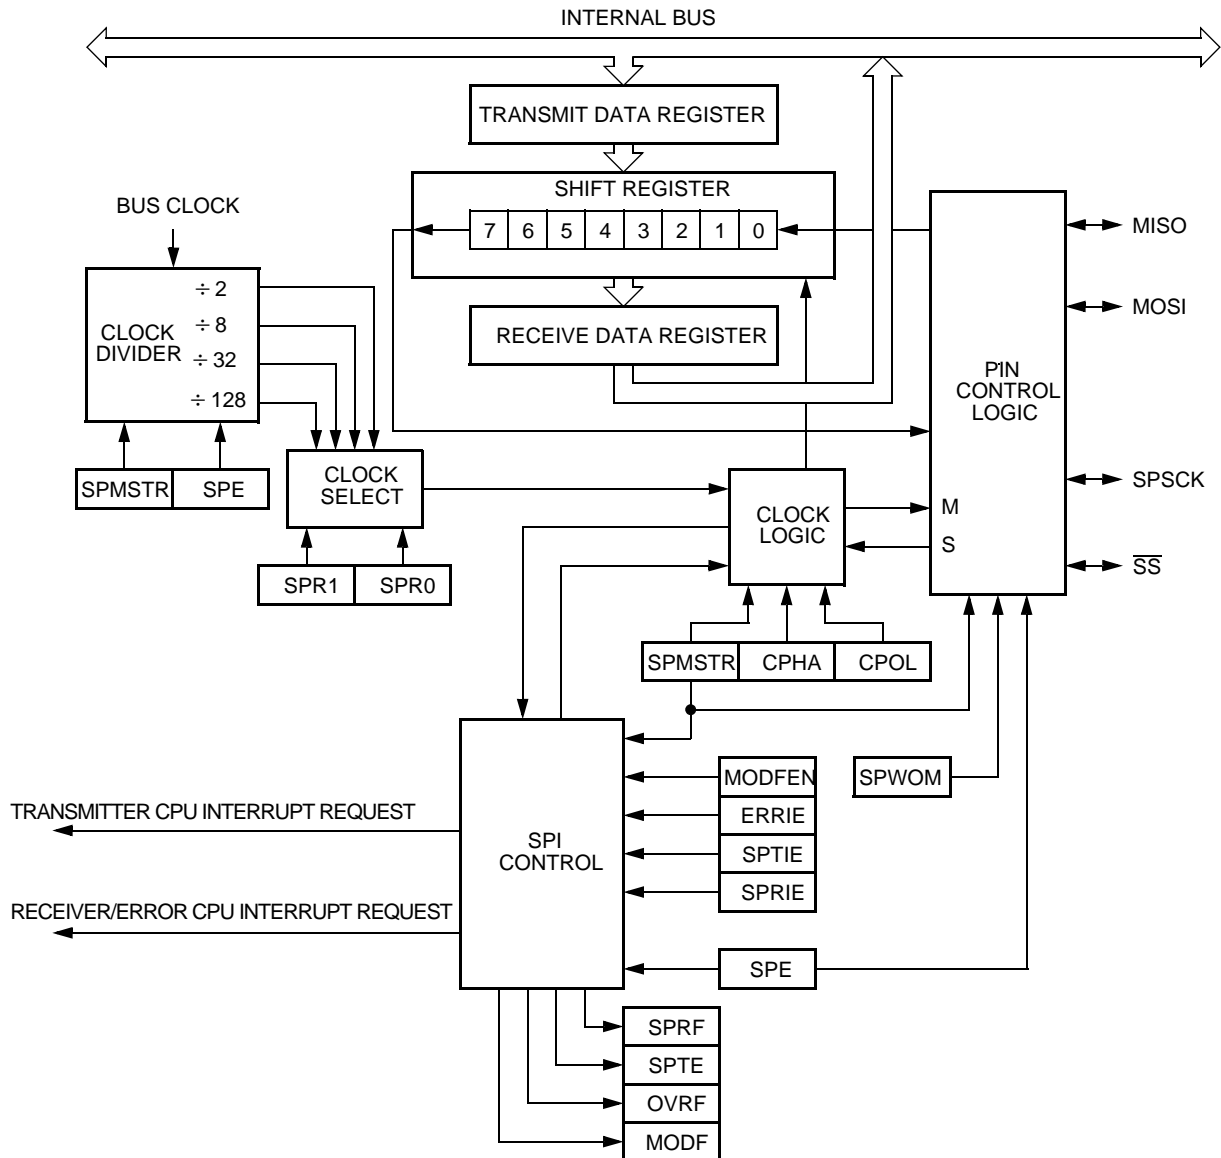 INTERNAL BUS
TRANSMIT DATA REGISTER
SHIFT REGISTER
7 6 5 4 3 2 1 0
BUS CLOCK
MISO
÷ 2
÷ 8
÷ 32
÷ 128
CLOCK
DIVIDER
RECEIVE DATA REGISTER
MOSI
PIN
CONTROL
LOGIC
SPMSTR SPE
CLOCK
SELECT
SPSCK
CLOCK
LOGIC
M
S
SS
SPR1 SPR0
SPMSTR CPHA CPOL
MODFEN
SPWOM
ERRIE
SPTIE
SPRIE
TRANSMITTER CPU INTERRUPT REQUEST
SPI
CONTROL
RECEIVER/ERROR CPU INTERRUPT REQUEST
SPE
SPRF
SPTE
OVRF
MODF